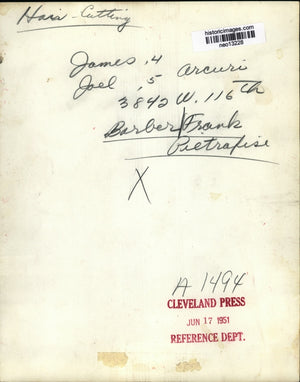 Hair-Cutting
historicimages.com
neo13226
James, 4
Joel, 5 Arcuri
3842 W. 116th
Barber/Frank
Pietrafise
X
A 1494
CLEVELAND PRESS
JUN 17 1951
REFERENCE DEPT.